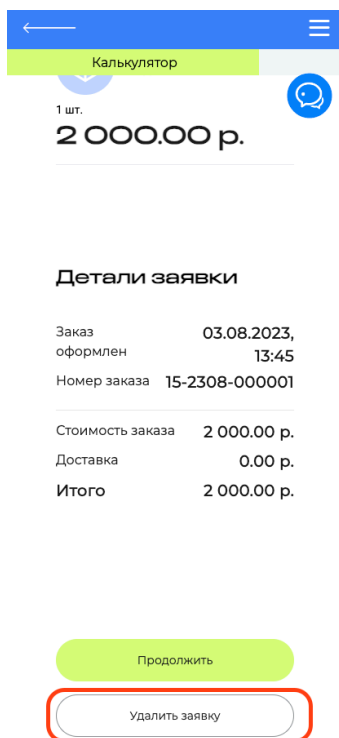 Калькулятор
1 шт.
2 000.00 р.
Детали заявки
Заказ
оформлен
03.08.2023,
13:45
Номер заказа 15-2308-000001
Стоимость заказа 2 000.00 р.
Доставка 0.00 р.
Итого 2 000.00 р.
Продолжить
Удалить заявку